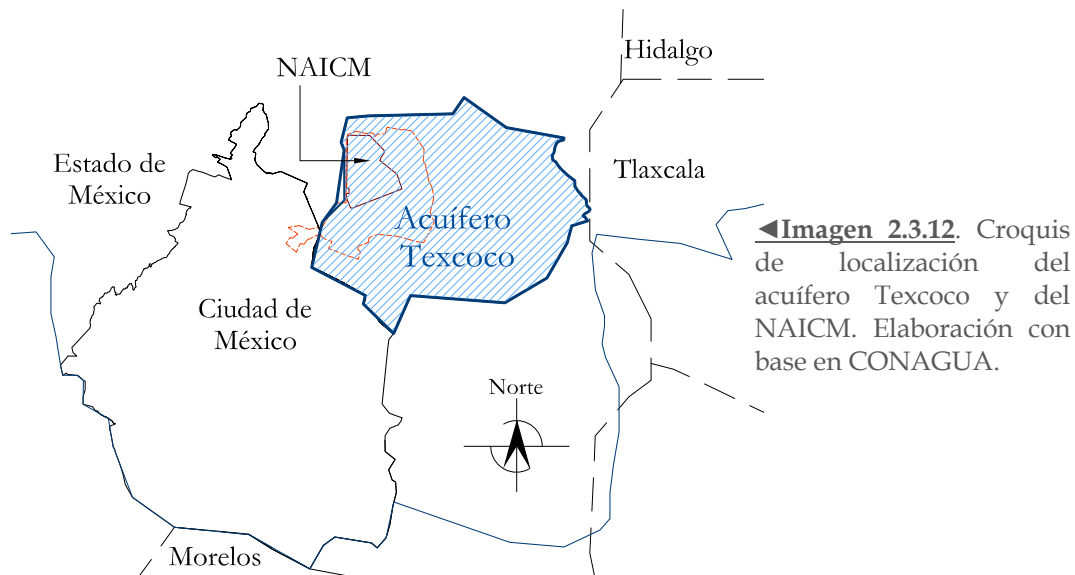 Hidalgo
NAICM
Estado de
México
Tlaxcala
Acuífero
Texcoco
◄Imagen 2.3.12. Croquis
de localización del
acuífero Texcoco y del
NAICM. Elaboración con
base en CONAGUA.
Ciudad de
México
Norte
Morelos